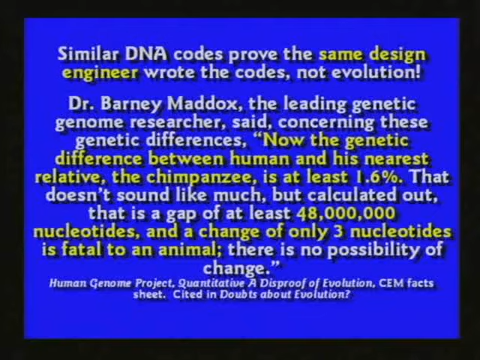 Similar DNA codes prove the same design
engineer wrote the codes, not evolution!
Dr. Barney Maddox, the leading genetic
genome researcher, said, concerning these
genetic differences, "Now the genetic
difference between human and his nearest
relative, the chimpanzee, is at least 1.6%. That
doesn't sound like much, but calculated out,
that is a gap of at least 48,000,000
nucleotides, and a change of only 3 nucleotides
is fatal to an animal; there is no possibility of
change."
Human Genome Project, Quantitative A Disproof of Evolution, CEM facts
sheet. Cited in Doubts about Evolution?